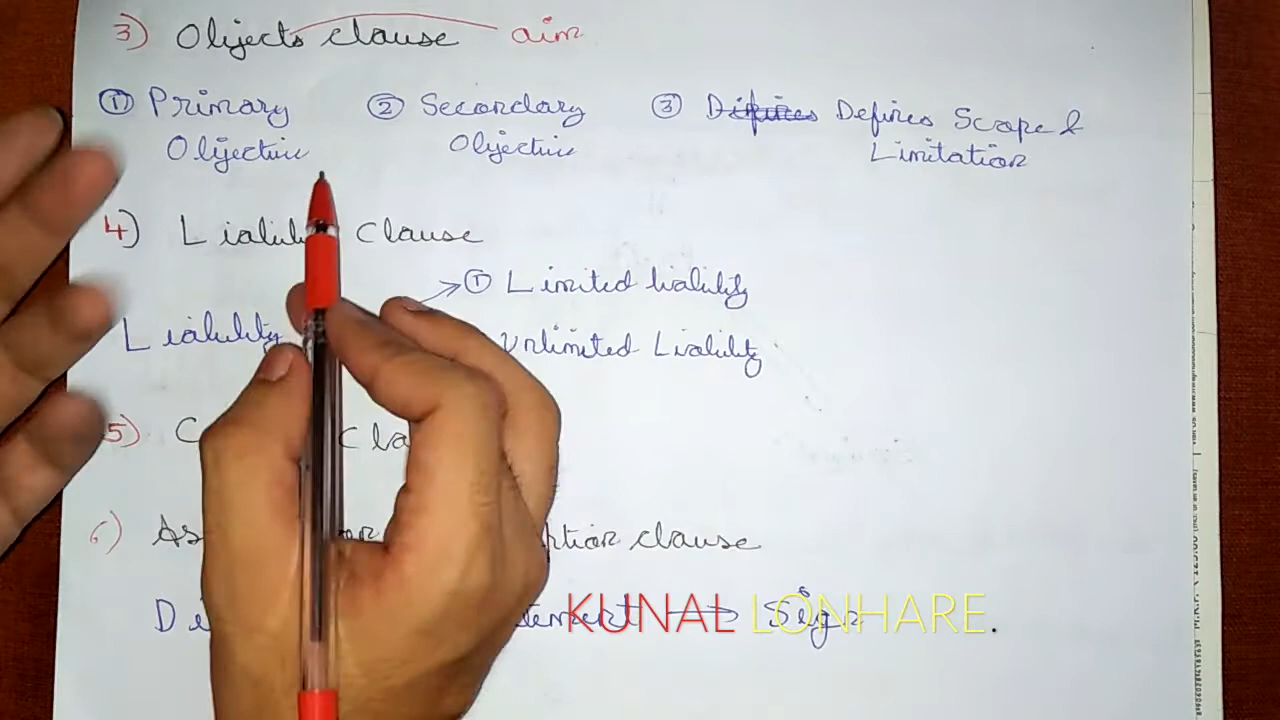 3) Objects clause aim
① Primary Objective
② Secondary Objective
③ Defines Scope & Limitation
4) Liability clause
① Limited liability
Liability
Unlimited Liability
5)
6) clause
Sign
KUNAL LONHARE.